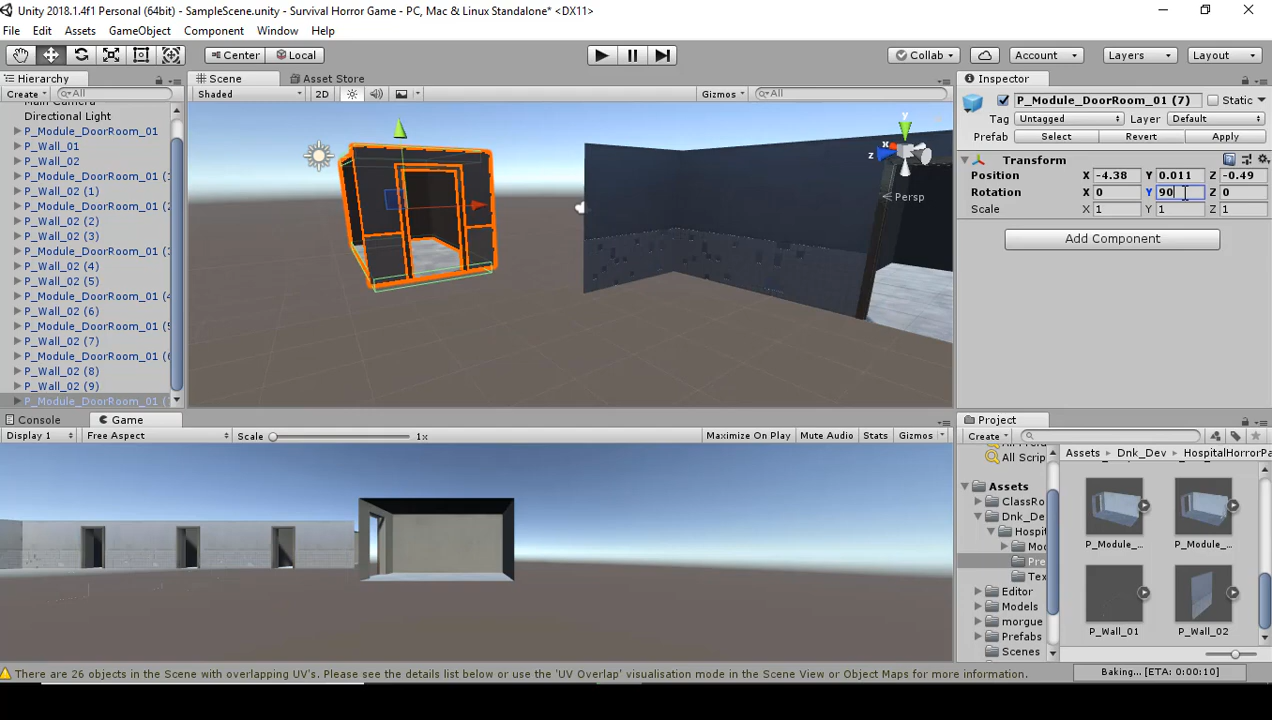 Unity 2018.1.4f1 Personal (64bit) - SampleScene.unity - Survival Horror Game - PC, Mac & Linux Standalone* <DX11>
File Edit Assets GameObject Component Window Help
Center Local Collab Account Layers Layout
Hierarchy Scene Asset Store Inspector
Create All Shaded 2D Gizmos All
P_Module_DoorRoom_01 (7) Static
Tag Untagged Layer Default
Prefab Select Revert Apply
Transform
Position X -4.38 Y 0.011 Z -0.49
Rotation X 0 Y 90 Z 0
Scale X 1 Y 1 Z 1
Add Component
Main Camera
Directional Light
P_Module_DoorRoom_01
P_Wall_01
P_Wall_02
P_Module_DoorRoom_01 (
P_Wall_02 (1)
P_Module_DoorRoom_01 (2
P_Wall_02 (2)
P_Wall_02 (3)
P_Module_DoorRoom_01 (
P_Wall_02 (4)
P_Wall_02 (5)
P_Module_DoorRoom_01 (4
P_Wall_02 (6)
P_Module_DoorRoom_01 (5
P_Wall_02 (7)
P_Module_DoorRoom_01 (6
P_Wall_02 (8)
P_Wall_02 (9)
P_Module_DoorRoom_01 (
x y z
Persp
Console Game
Display 1 Free Aspect Scale 1x Maximize On Play Mute Audio Stats Gizmos
Project
Create
All Scrip
Assets Dnk_Dev HospitalHorrorPa
Assets
ClassRo
Dnk_De
Hospi
Mod
Pre
Tex
Editor
Models
morgue
Prefabs
Scenes
P_Module_... P_Module_...
P_Wall_01 P_Wall_02
There are 26 objects in the Scene with overlapping UV's. Please see the details list below or use the 'UV Overlap' visualisation mode in the Scene View or Object Maps for more information.
Baking... [ETA: 0:00:10]